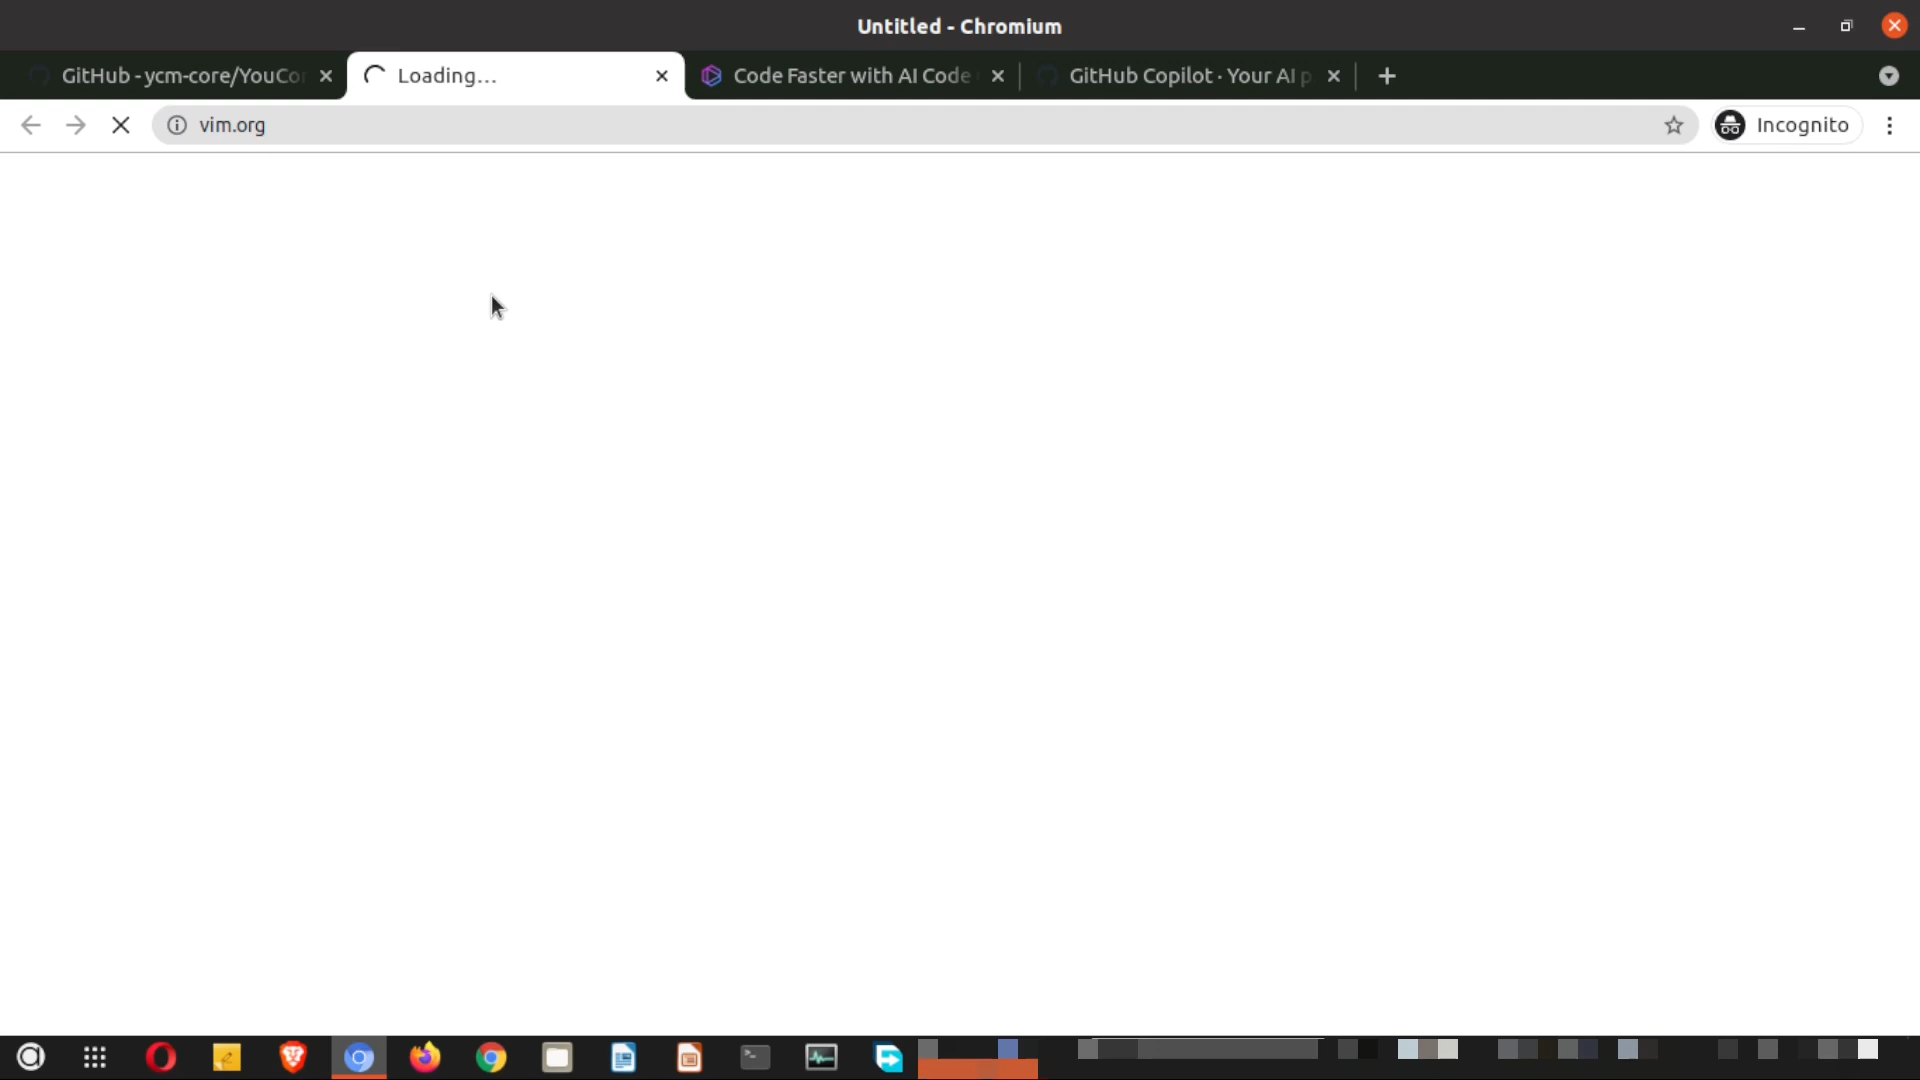 Untitled - Chromium
GitHub - ycm-core/YouCo
Loading...
Code Faster with AI Code
GitHub Copilot · Your AI p
vim.org
Incognito